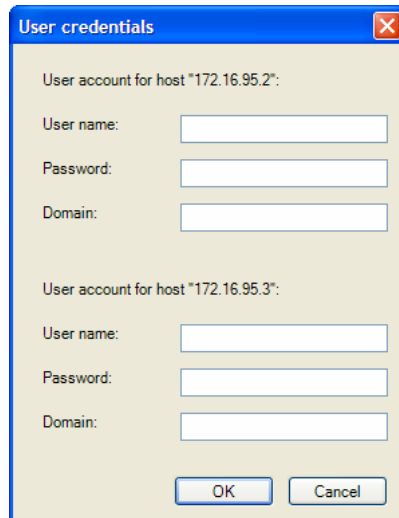 User credentials
User account for host "172.16.95.2":
User name:
Password:
Domain:
User account for host "172.16.95.3":
User name:
Password:
Domain:
OK Cancel